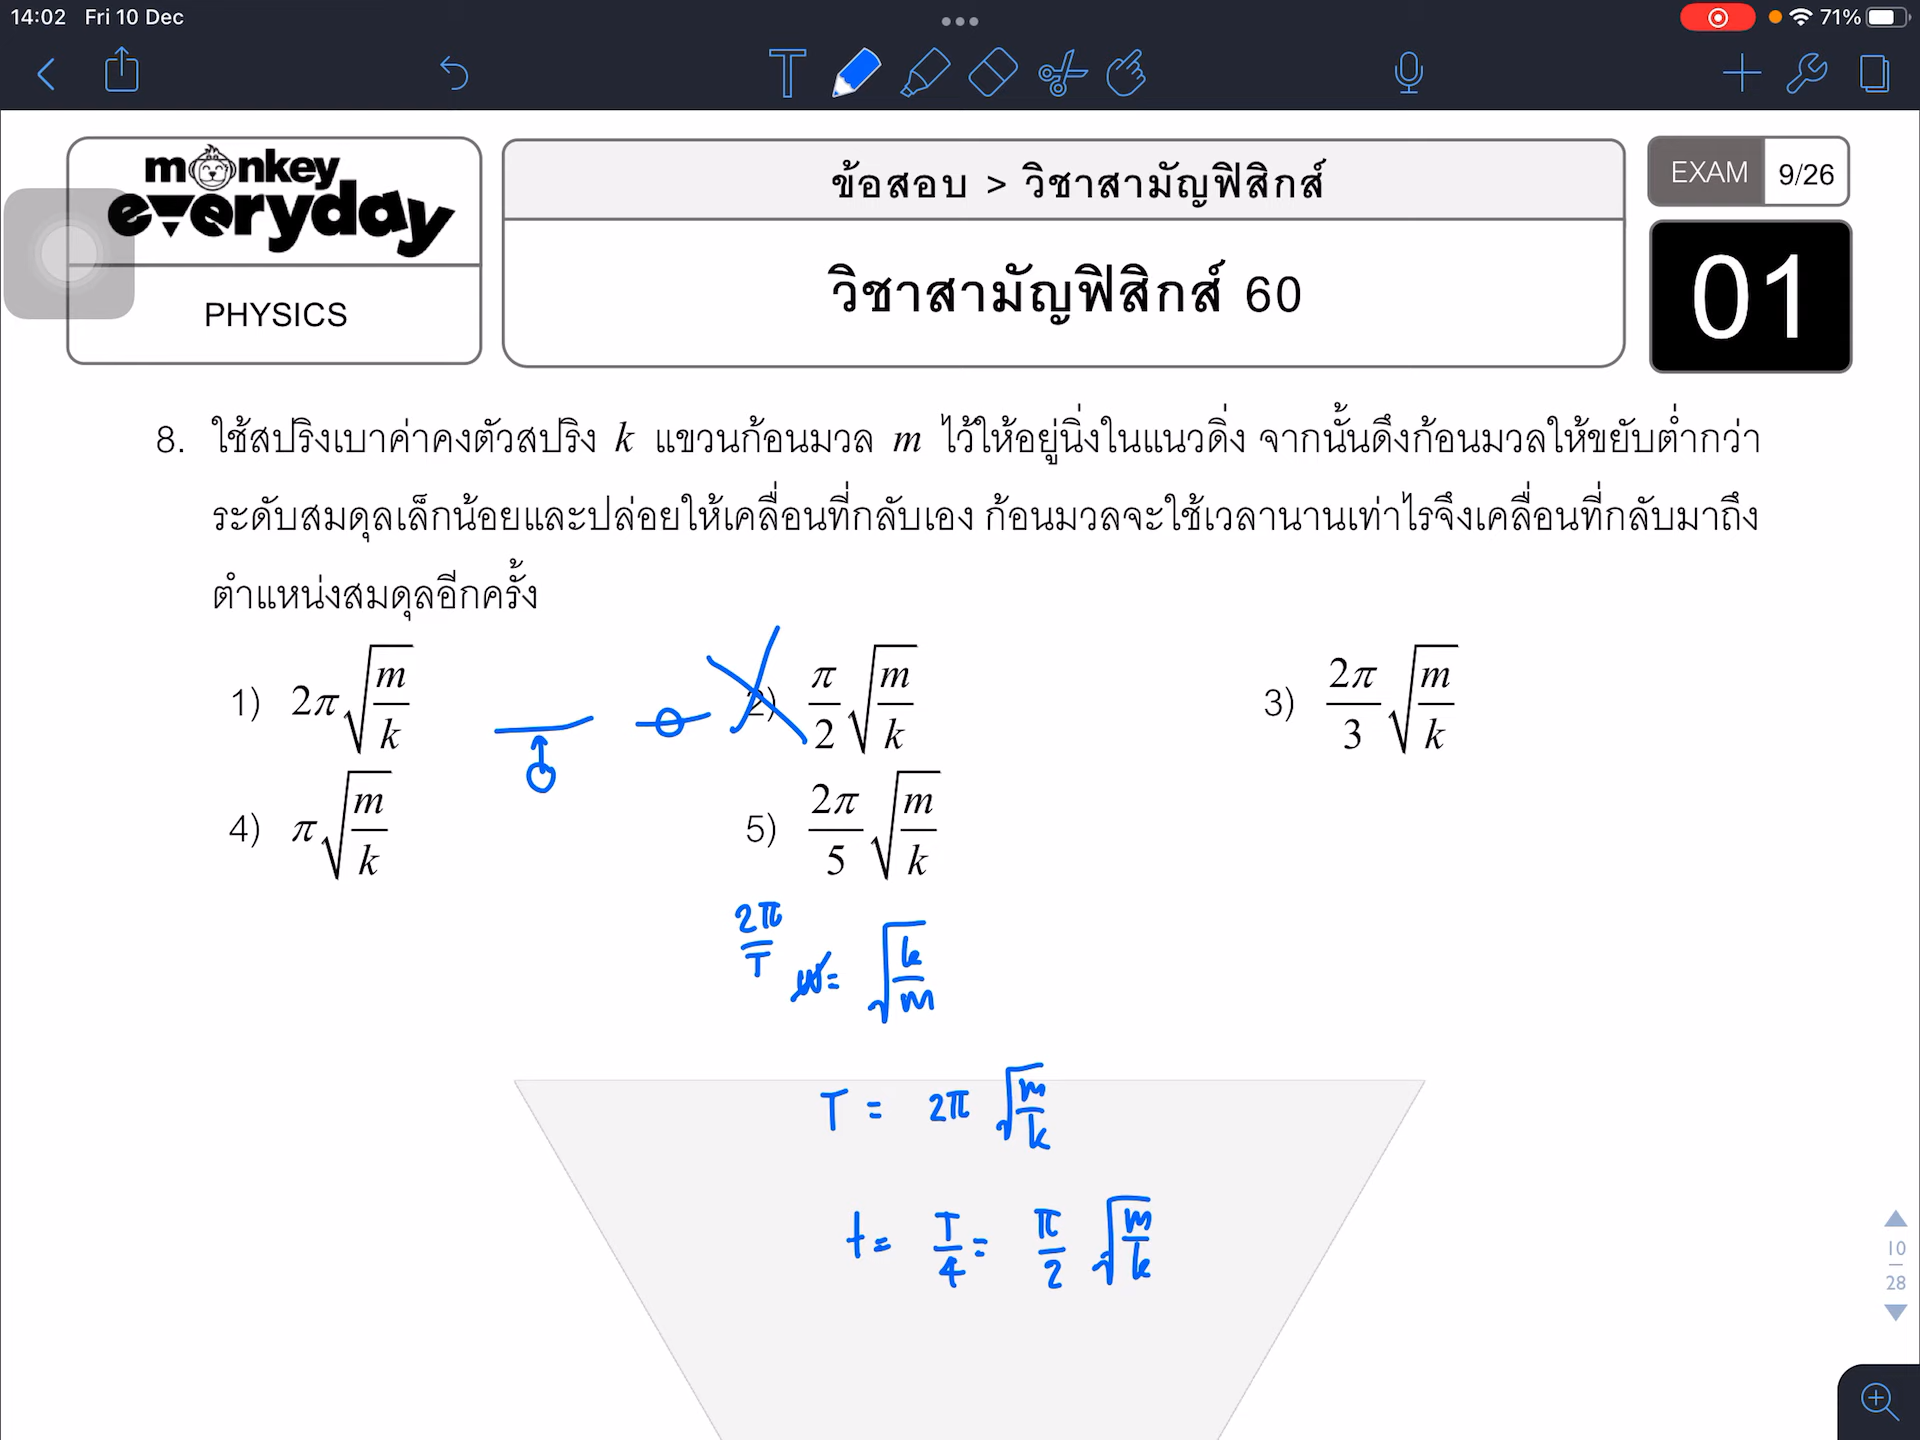 14:02 Fri 10 Dec
71%
monkey
everyday
PHYSICS
ข้อสอบ > วิชาสามัญฟิสิกส์
วิชาสามัญฟิสิกส์ 60
EXAM 9/26
01
8. ใช้สปริงเบาค่าคงตัวสปริง k แขวนก้อนมวล m ไว้ให้อยู่นิ่งในแนวดิ่ง จากนั้นดึงก้อนมวลให้ขยับต่ำกว่า
ระดับสมดุลเล็กน้อยและปล่อยให้เคลื่อนที่กลับเอง ก้อนมวลจะใช้เวลานานเท่าไรจึงเคลื่อนที่กลับมาถึง
ตำแหน่งสมดุลอีกครั้ง
1) 2π√(m/k) 2) π/2 √(m/k) 3) 2π/3 √(m/k)
4) π√(m/k) 5) 2π/5 √(m/k)
2π/T ω = √(k/m)
T = 2π √(m/k)
t = T/4 = π/2 √(m/k)
10
28